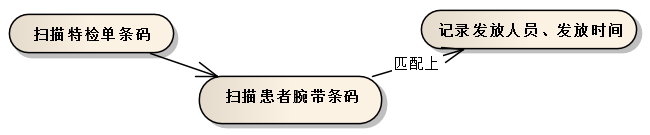 扫描特检单条码
扫描患者腕带条码
匹配上
记录发放人员、发放时间